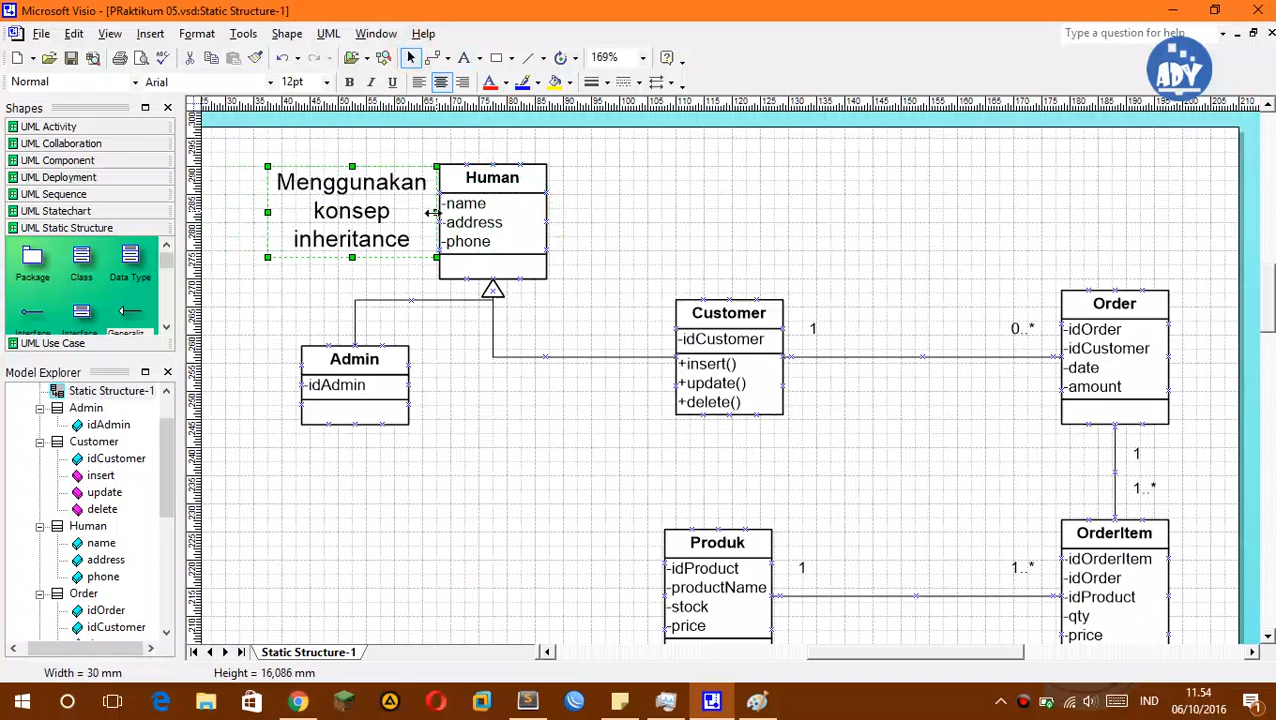 Microsoft Visio - [PRaktikum 05.vsd:Static Structure-1]
File Edit View Insert Format Tools Shape UML Window Help
Type a question for help
169%
Normal Arial 12pt B I U A
ADY
Shapes
UML Activity
UML Collaboration
UML Component
UML Deployment
UML Sequence
UML Statechart
UML Static Structure
Package Class Data Type
Interface Interface Generaliz...
UML Use Case
Model Explorer
Static Structure-1
Admin
idAdmin
Customer
idCustomer
insert
update
delete
Human
name
address
phone
Order
idOrder
idCustomer
Menggunakan
konsep
inheritance
Human
-name
-address
-phone
Admin
-idAdmin
Customer
-idCustomer
+insert()
+update()
+delete()
1
0..*
Order
-idOrder
-idCustomer
-date
-amount
1
1..*
Produk
-idProduct
-productName
-stock
-price
1
1..*
OrderItem
-idOrderItem
-idOrder
-idProduct
-qty
-price
Static Structure-1
Width = 30 mm Height = 16,086 mm
IND
11.54
06/10/2016